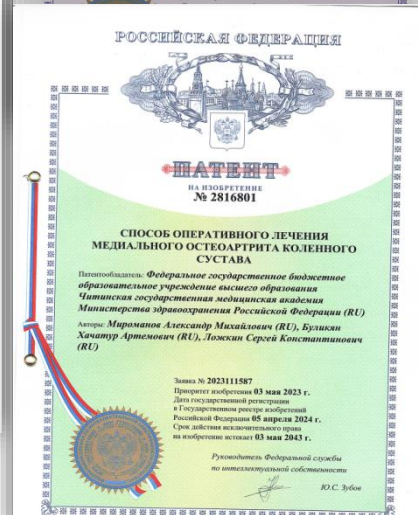 РОССИЙСКАЯ ФЕДЕРАЦИЯ
ПАТЕНТ
НА ИЗОБРЕТЕНИЕ
№ 2816801
СПОСОБ ОПЕРАТИВНОГО ЛЕЧЕНИЯ
МЕДИАЛЬНОГО ОСТЕОАРТРИТА КОЛЕННОГО
СУСТАВА
Патентообладатель: Федеральное государственное бюджетное
образовательное учреждение высшего образования
Читинская государственная медицинская академия
Министерства здравоохранения Российской Федерации (RU)
Авторы: Мироманов Александр Михайлович (RU), Буликян
Хачатур Артемович (RU), Ложкин Сергей Константинович
(RU)
Заявка № 2023111587
Приоритет изобретения 03 мая 2023 г.
Дата государственной регистрации
в Государственном реестре изобретений
Российской Федерации 05 апреля 2024 г.
Срок действия исключительного права
на изобретение истекает 03 мая 2043 г.
Руководитель Федеральной службы
по интеллектуальной собственности
Ю.С. Зубов